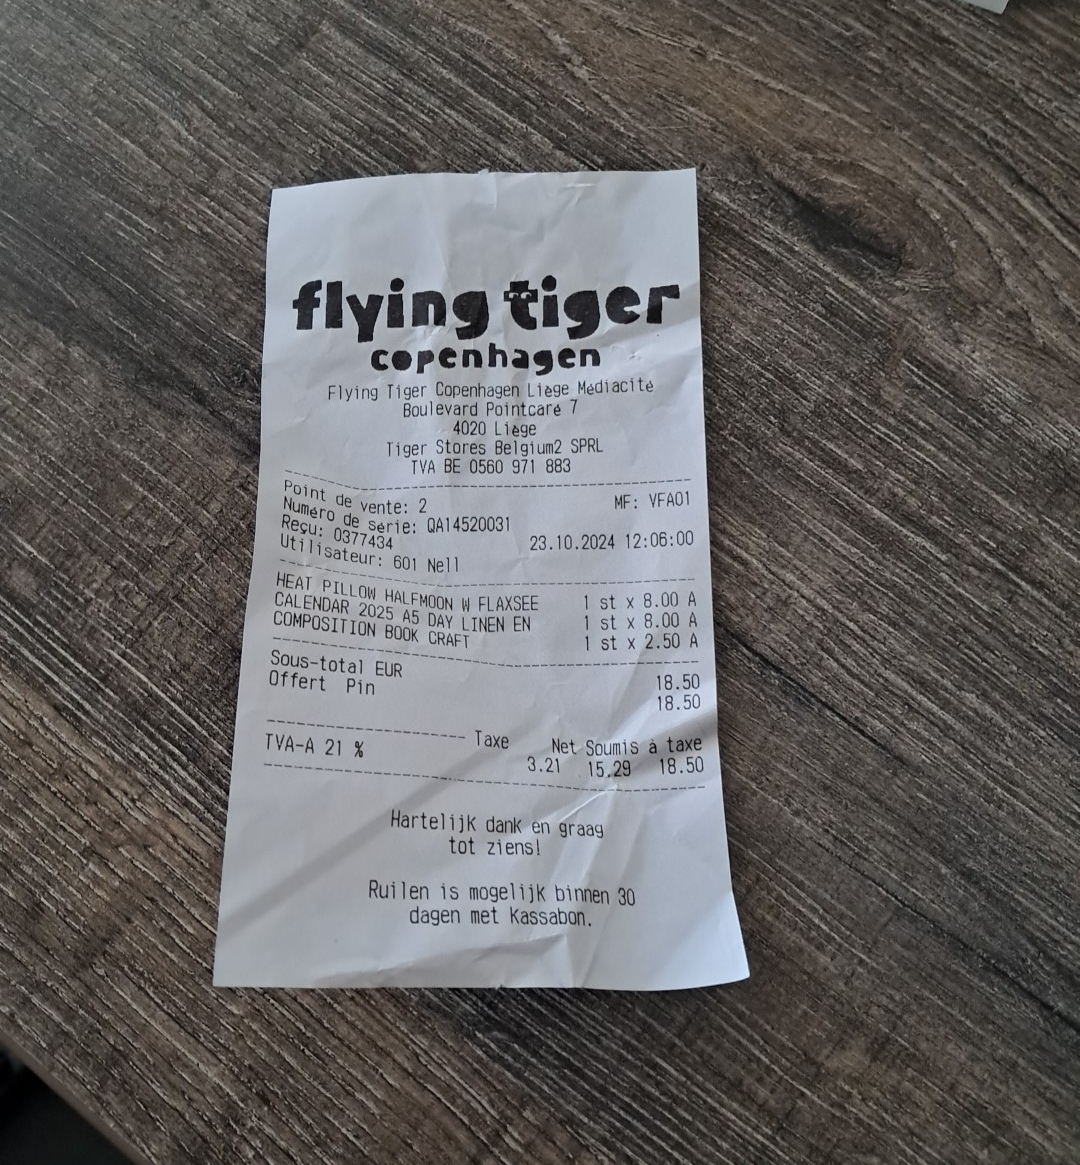 flying tiger
copenhagen
Flying Tiger Copenhagen Liège Médiacité
Boulevard Pointcaré 7
4020 Liège
Tiger Stores Belgium2 SPRL
TVA BE 0560 971 883
Point de vente: 2 MF: VFA01
Numéro de série: QA14520031
Reçu: 0377434 23.10.2024 12:06:00
Utilisateur: 601 Nell
HEAT PILLOW HALFMOON W FLAXSEE 1 st x 8.00 A
CALENDAR 2025 A5 DAY LINEN EN 1 st x 8.00 A
COMPOSITION BOOK CRAFT 1 st x 2.50 A
Sous-total EUR 18.50
Offert Pin 18.50
Taxe Net Soumis à taxe
TVA-A 21 % 3.21 15.29 18.50
Hartelijk dank en graag
tot ziens!
Ruilen is mogelijk binnen 30
dagen met Kassabon.